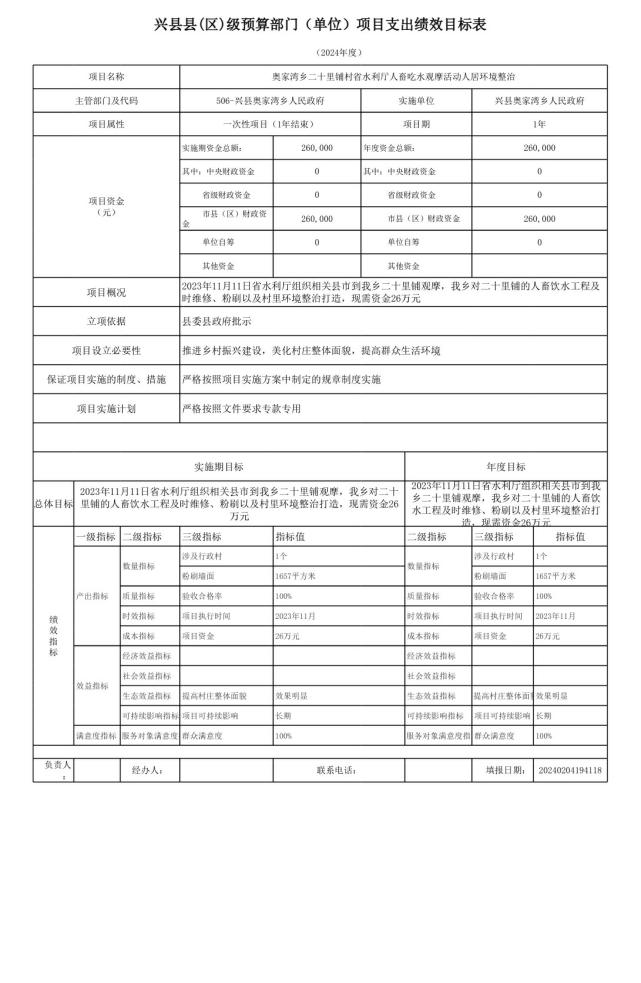 兴县县(区)级预算部门（单位）项目支出绩效目标表
（2024年度）
项目名称 奥家湾乡二十里铺村省水利厅人畜吃水观摩活动人居环境整治
主管部门及代码 506-兴县奥家湾乡人民政府 实施单位 兴县奥家湾乡人民政府
项目属性 一次性项目（1年结束） 项目期 1年
项目资金
（元）
实施期资金总额： 260,000 年度资金总额： 260,000
其中：中央财政资金 0 其中：中央财政资金 0
省级财政资金 0 省级财政资金 0
市县（区）财政资
金 260,000 市县（区）财政资金 260,000
单位自筹 0 单位自筹 0
其他资金 其他资金
项目概况 2023年11月11日省水利厅组织相关县市到我乡二十里铺观摩，我乡对二十里铺的人畜饮水工程及
时维修、粉刷以及村里环境整治打造，现需资金26万元
立项依据 县委县政府批示
项目设立必要性 推进乡村振兴建设，美化村庄整体面貌，提高群众生活环境
保证项目实施的制度、措施 严格按照项目实施方案中制定的规章制度实施
项目实施计划 严格按照文件要求专款专用
实施期目标 年度目标
总体目标
2023年11月11日省水利厅组织相关县市到我乡二十里铺观摩，我乡对二十
里铺的人畜饮水工程及时维修、粉刷以及村里环境整治打造，现需资金26
万元
2023年11月11日省水利厅组织相关县市到我
乡二十里铺观摩，我乡对二十里铺的人畜饮
水工程及时维修、粉刷以及村里环境整治打
造，现需资金26万元
绩效指标
一级指标 二级指标 三级指标 指标值 二级指标 三级指标 指标值
产出指标 数量指标 涉及行政村 1个 数量指标 涉及行政村 1个
粉刷墙面 1657平方米 粉刷墙面 1657平方米
质量指标 验收合格率 100% 质量指标 验收合格率 100%
时效指标 项目执行时间 2023年11月 时效指标 项目执行时间 2023年11月
成本指标 项目资金 26万元 成本指标 项目资金 26万元
效益指标 经济效益指标 经济效益指标
社会效益指标 社会效益指标
生态效益指标 提高村庄整体面貌 效果明显 生态效益指标 提高村庄整体面 效果明显
可持续影响指标 项目可持续影响 长期 可持续影响指标 项目可持续影响 长期
满意度指标 服务对象满意度 群众满意度 100% 服务对象满意度指 群众满意度 100%
负责人
： 经办人： 联系电话： 填报日期： 20240204194118